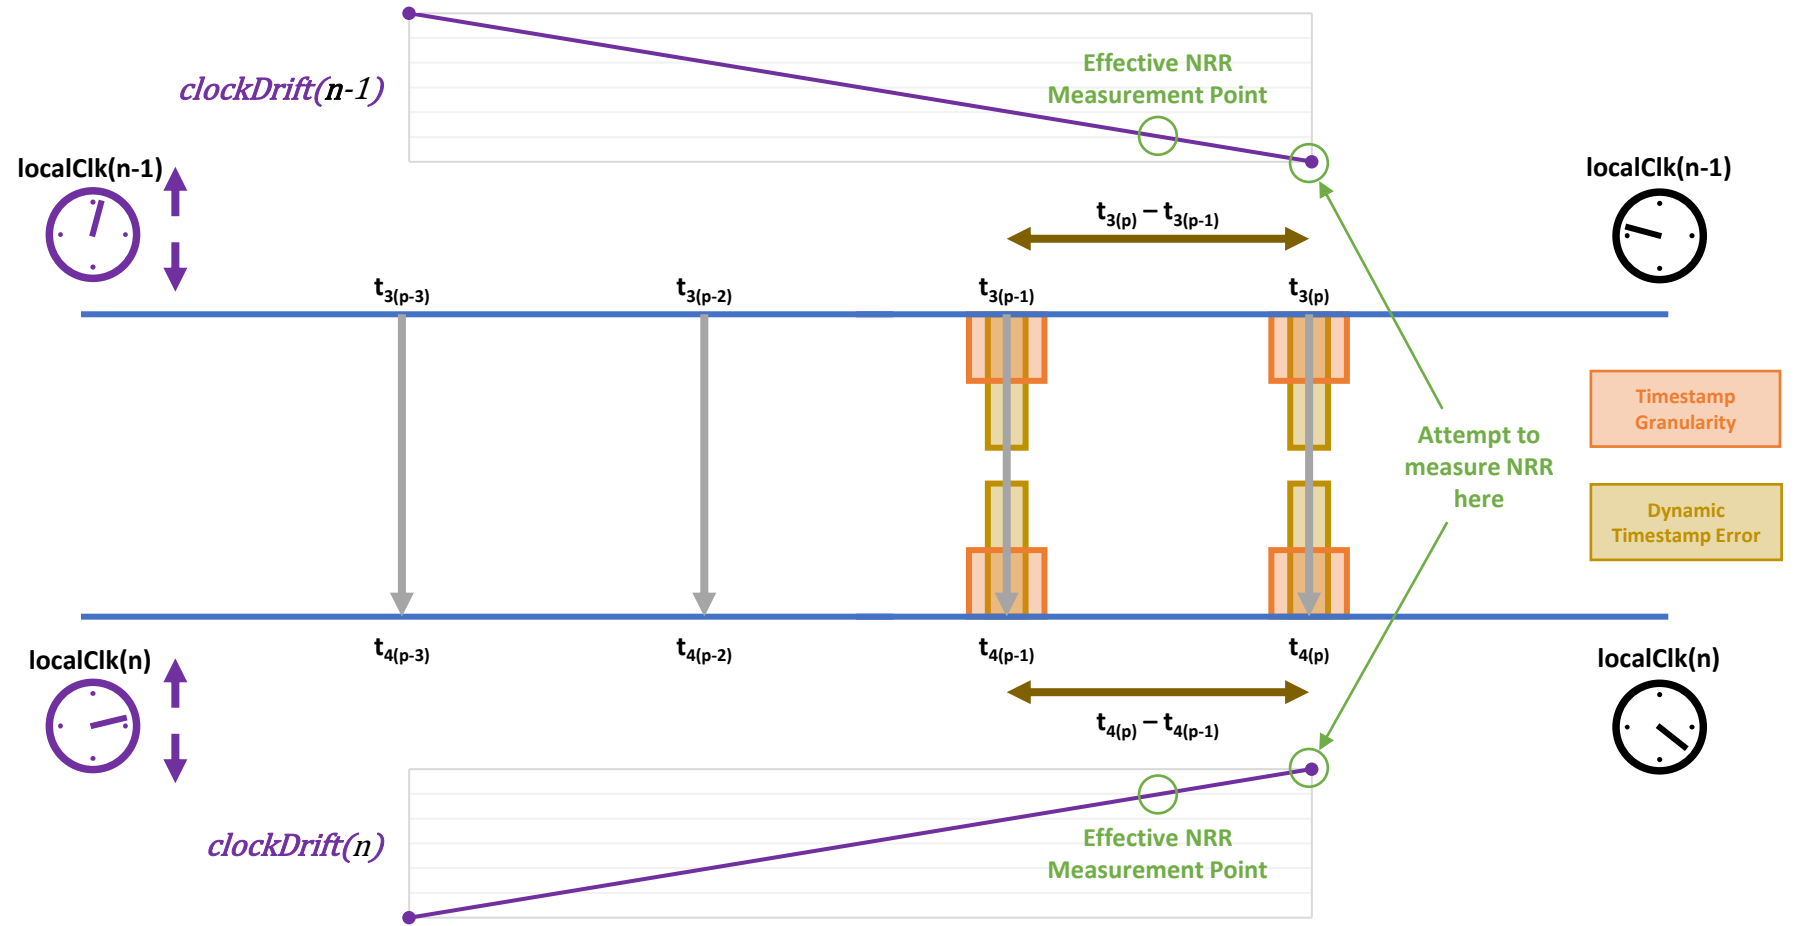 Effective NRR
Measurement Point
clockDrift(n-1)
localClk(n-1)
localClk(n-1)
t3(p) – t3(p-1)
t3(p-3)
t3(p-2)
t3(p-1)
t3(p)
Timestamp
Granularity
Attempt to
measure NRR
here
Dynamic
Timestamp Error
t4(p-3)
t4(p-2)
t4(p-1)
t4(p)
localClk(n)
localClk(n)
t4(p) – t4(p-1)
Effective NRR
Measurement Point
clockDrift(n)